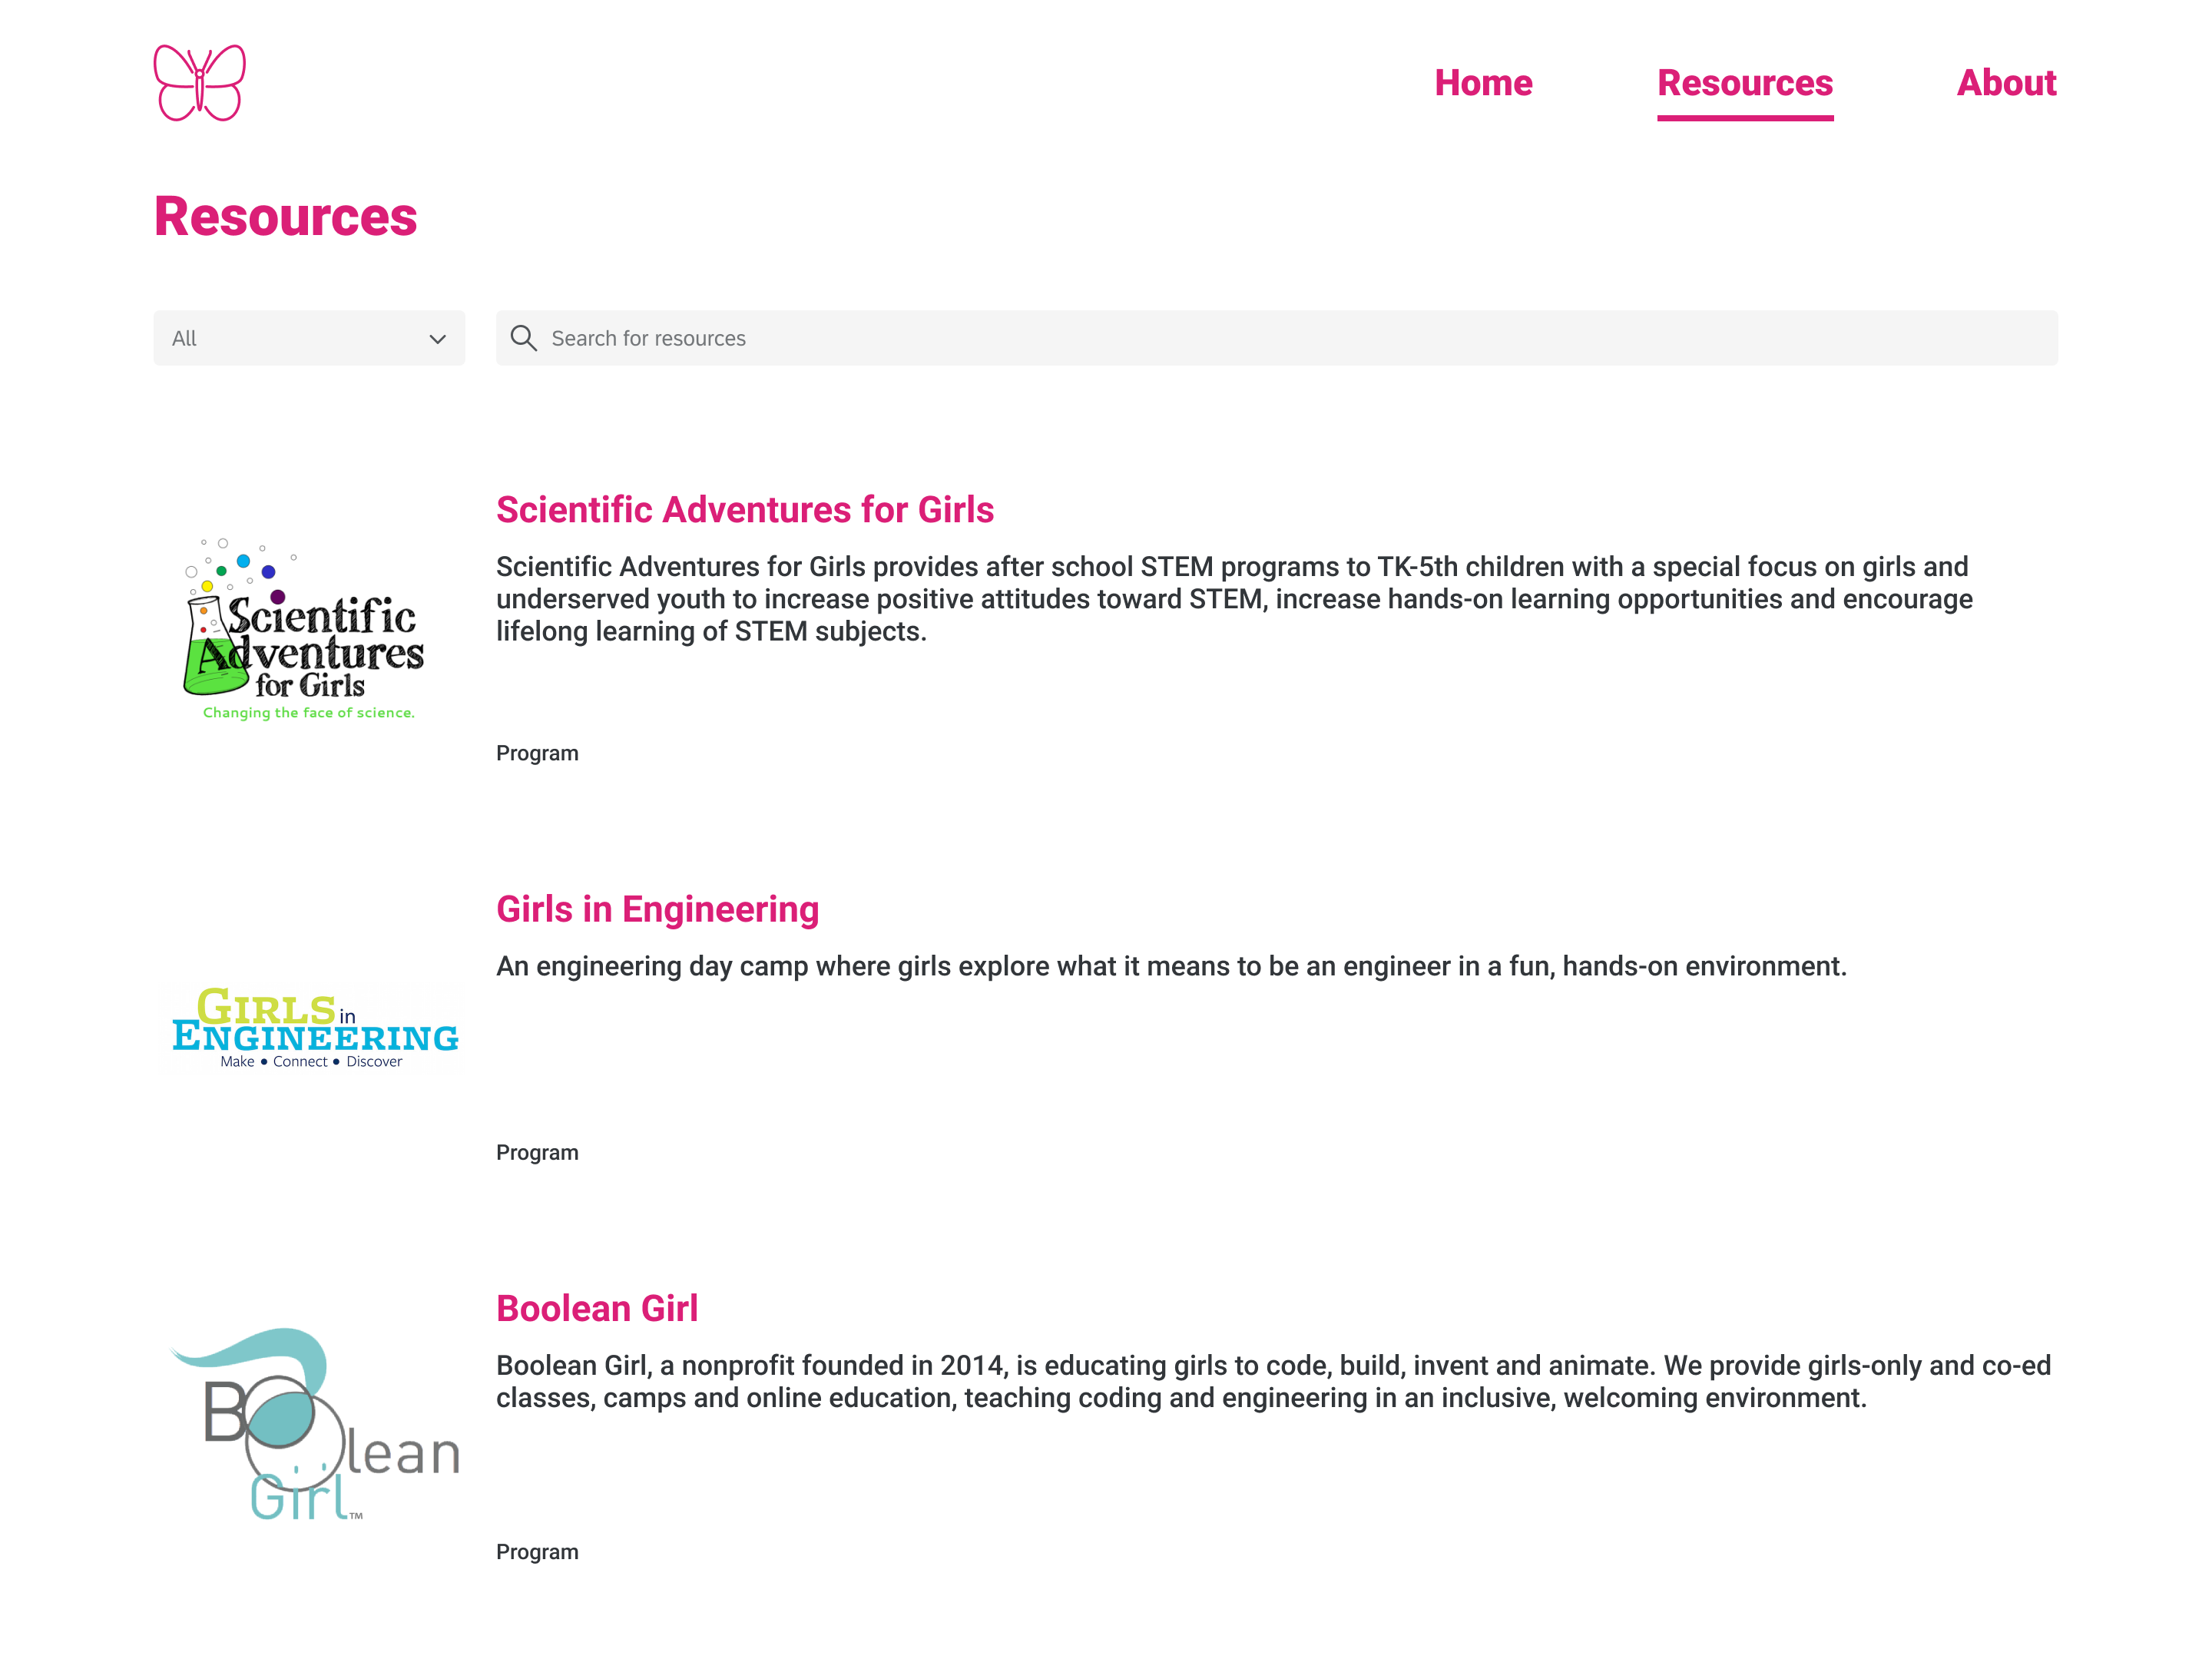 Home
Resources
About
Resources
All
Search for resources
Scientific Adventures for Girls
Scientific Adventures for Girls provides after school STEM programs to TK-5th children with a special focus on girls and
underserved youth to increase positive attitudes toward STEM, increase hands-on learning opportunities and encourage
lifelong learning of STEM subjects.
Scientific
Adventures
for Girls
Changing the face of science.
Program
Girls in Engineering
An engineering day camp where girls explore what it means to be an engineer in a fun, hands-on environment.
GIRLS in
ENGINEERING
Make • Connect • Discover
Program
Boolean Girl
Boolean Girl, a nonprofit founded in 2014, is educating girls to code, build, invent and animate. We provide girls-only and co-ed
classes, camps and online education, teaching coding and engineering in an inclusive, welcoming environment.
Boolean
Girl™
Program